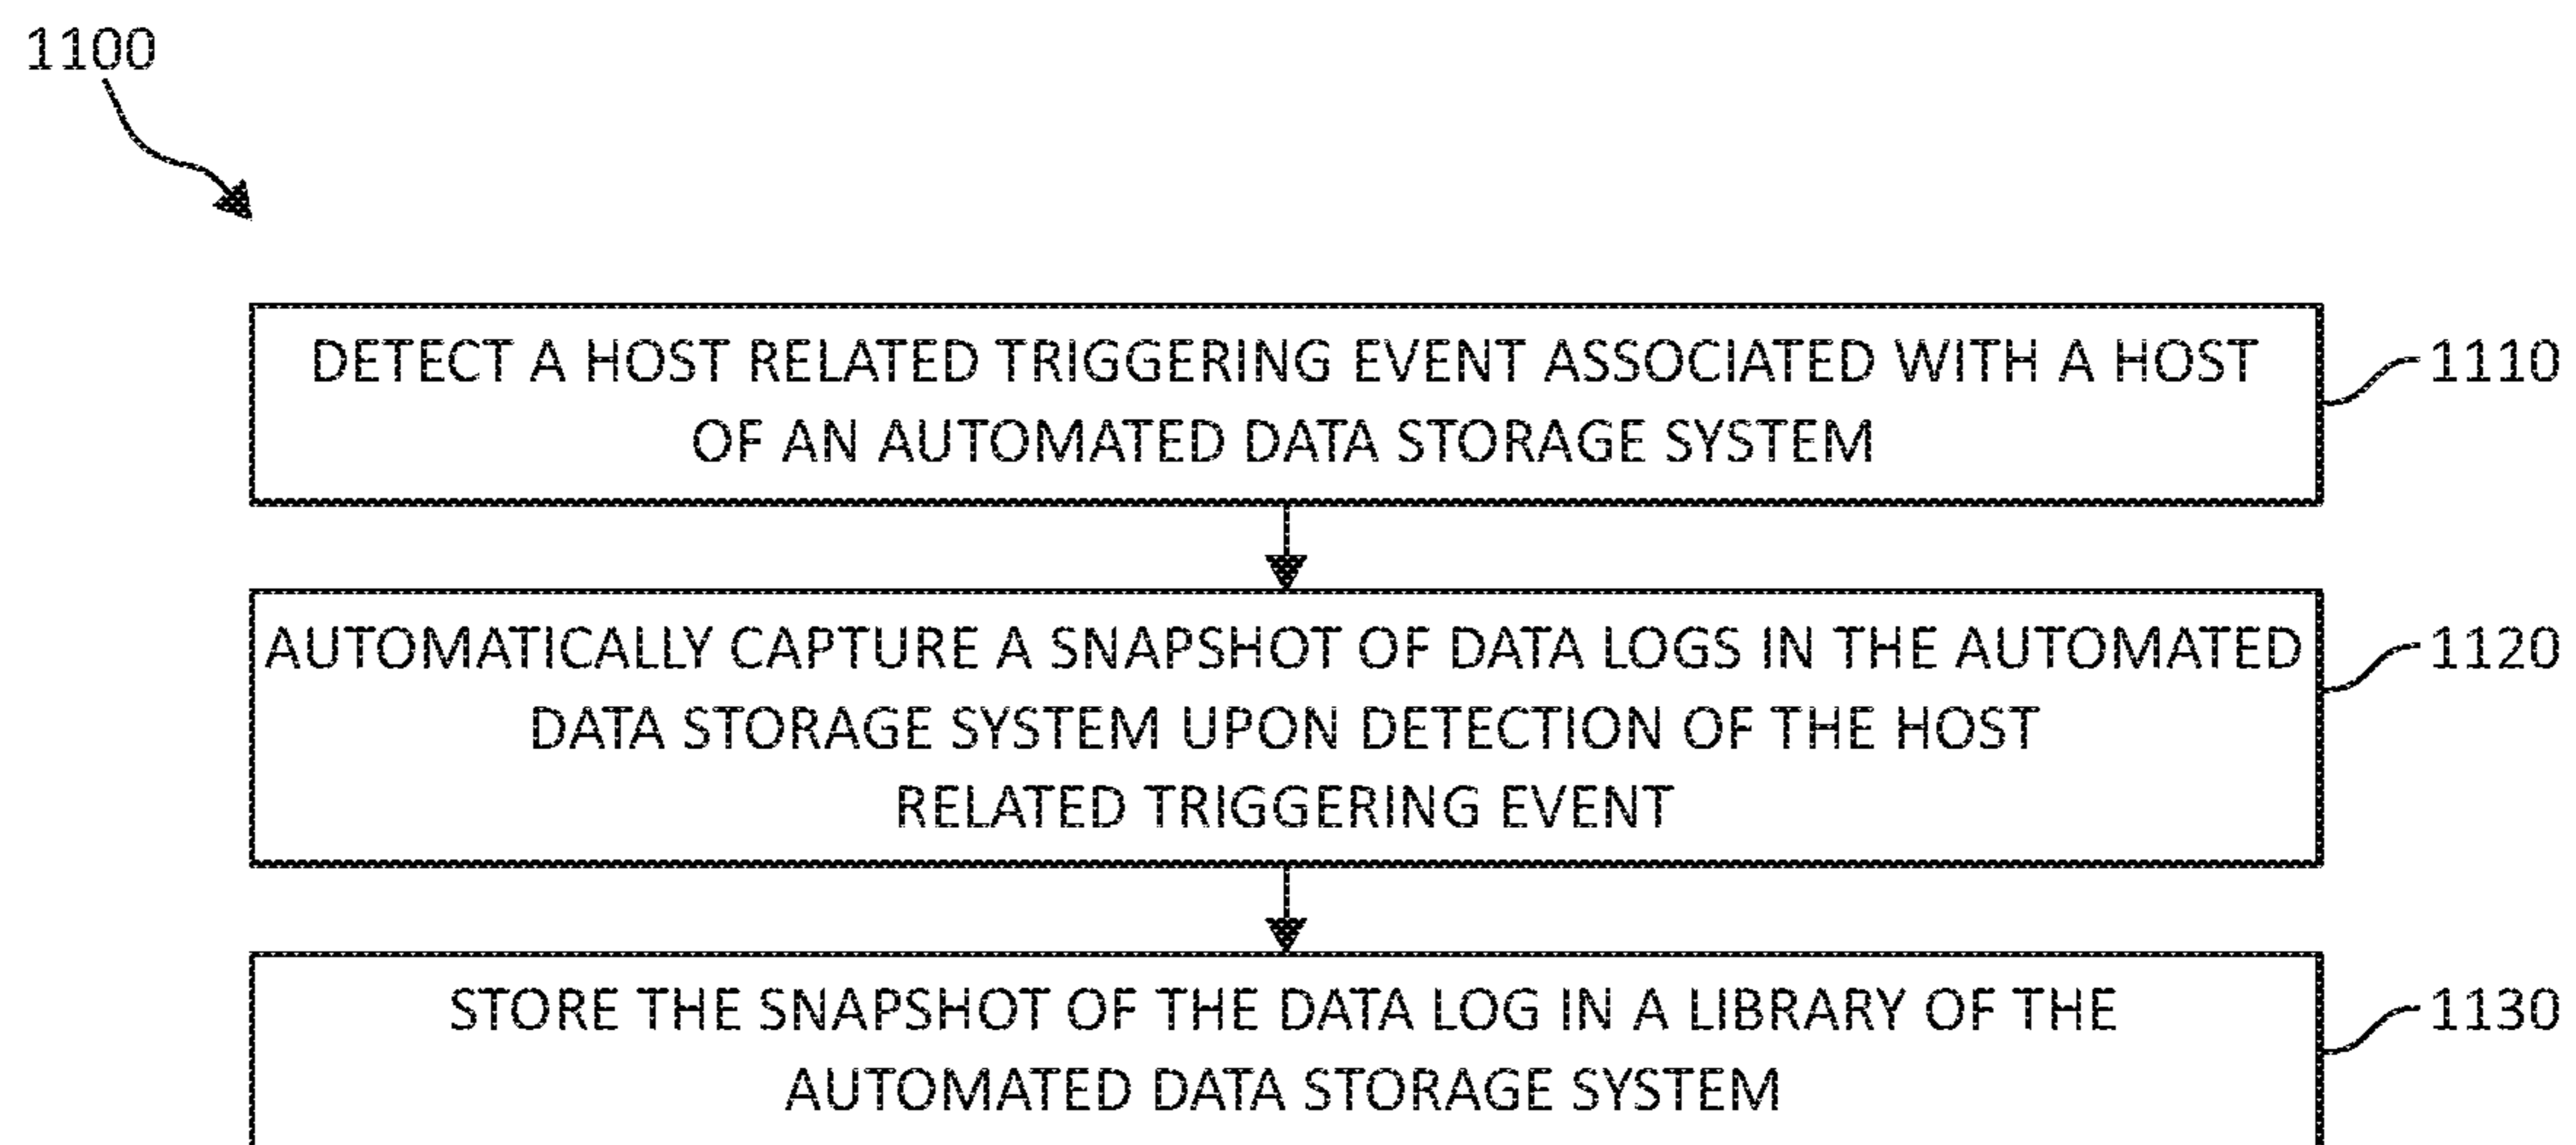 1100
DETECT A HOST RELATED TRIGGERING EVENT ASSOCIATED WITH A HOST
OF AN AUTOMATED DATA STORAGE SYSTEM
1110
AUTOMATICALLY CAPTURE A SNAPSHOT OF DATA LOGS IN THE AUTOMATED
DATA STORAGE SYSTEM UPON DETECTION OF THE HOST
RELATED TRIGGERING EVENT
1120
STORE THE SNAPSHOT OF THE DATA LOG IN A LIBRARY OF THE
AUTOMATED DATA STORAGE SYSTEM
1130